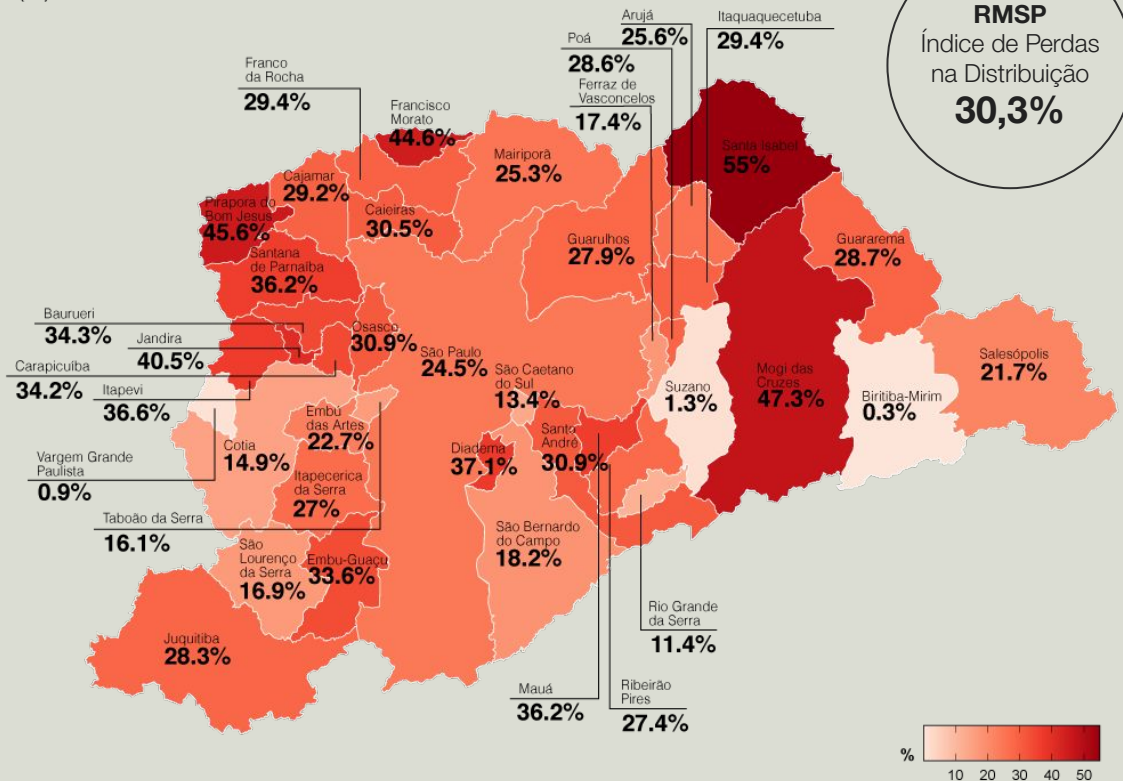 RMSP
Índice de Perdas
na Distribuição
30,3%
Arujá
25.6%
Itaquaquecetuba
29.4%
Poá
28.6%
Ferraz de
Vasconcelos
17.4%
Franco
da Rocha
29.4%
Francisco
Morato
44.6%
Mairiporã
25.3%
Santa Isabel
55%
Cajamar
29.2%
Pirapora do
Bom Jesus
45.6%
Caieiras
30.5%
Guarulhos
27.9%
Guararema
28.7%
Santana
de Parnaíba
36.2%
Baurueri
34.3%
Jandira
40.5%
Carapicuíba
34.2%
Itapevi
36.6%
Osasco
30.9%
São Paulo
24.5%
São Caetano
do Sul
13.4%
Suzano
1.3%
Mogi das
Cruzes
47.3%
Biritiba-Mirim
0.3%
Salesópolis
21.7%
Embu
das Artes
22.7%
Cotia
14.9%
Diadema
37.1%
Santo
André
30.9%
Vargem Grande
Paulista
0.9%
Itapecerica
da Serra
27%
Taboão da Serra
16.1%
São Bernardo
do Campo
18.2%
São
Lourenço
da Serra
16.9%
Embu-Guaçu
33.6%
Rio Grande
da Serra
11.4%
Juquitiba
28.3%
Mauá
36.2%
Ribeirão
Pires
27.4%
%
10 20 30 40 50